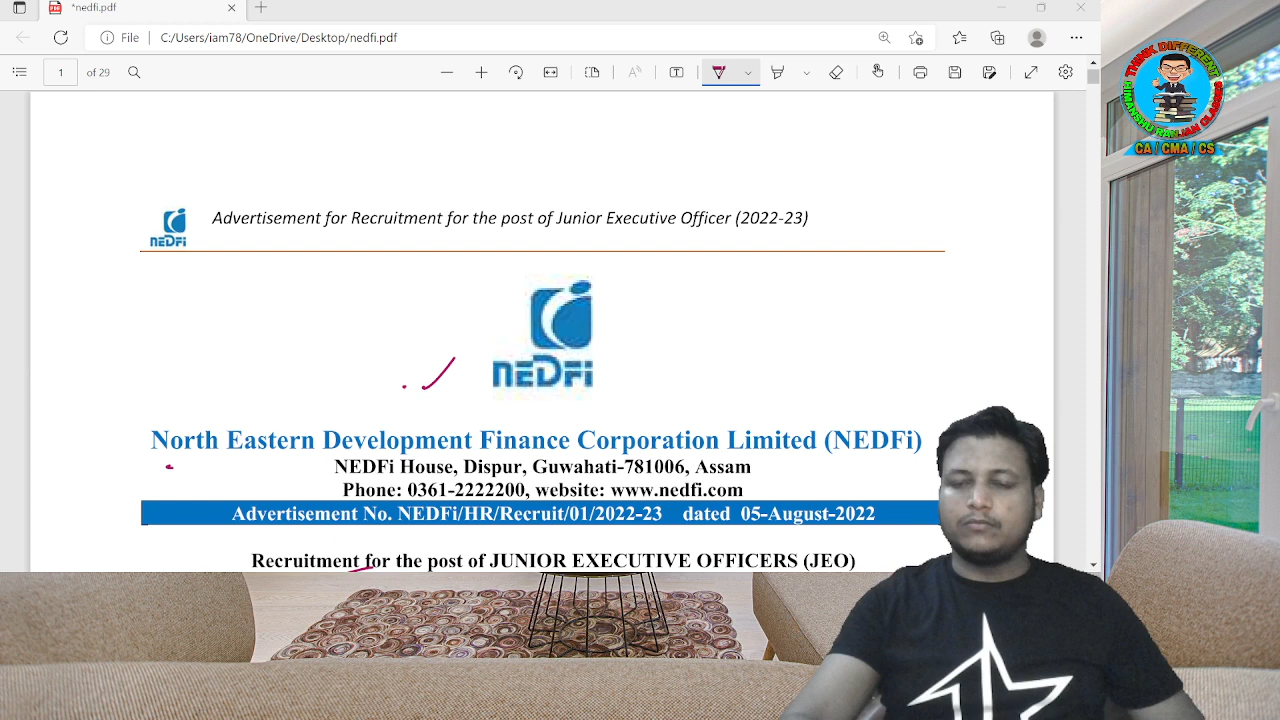 *nedfi.pdf
File | C:/Users/iam78/OneDrive/Desktop/nedfi.pdf
1 of 29
THINK DIFFERENT
HIMANSHU RANJAN CLASSES
CA / CMA / CS
NEDFi
Advertisement for Recruitment for the post of Junior Executive Officer (2022-23)
NEDFi
North Eastern Development Finance Corporation Limited (NEDFi)
NEDFi House, Dispur, Guwahati-781006, Assam
Phone: 0361-2222200, website: www.nedfi.com
Advertisement No. NEDFi/HR/Recruit/01/2022-23 dated 05-August-2022
Recruitment for the post of JUNIOR EXECUTIVE OFFICERS (JEO)